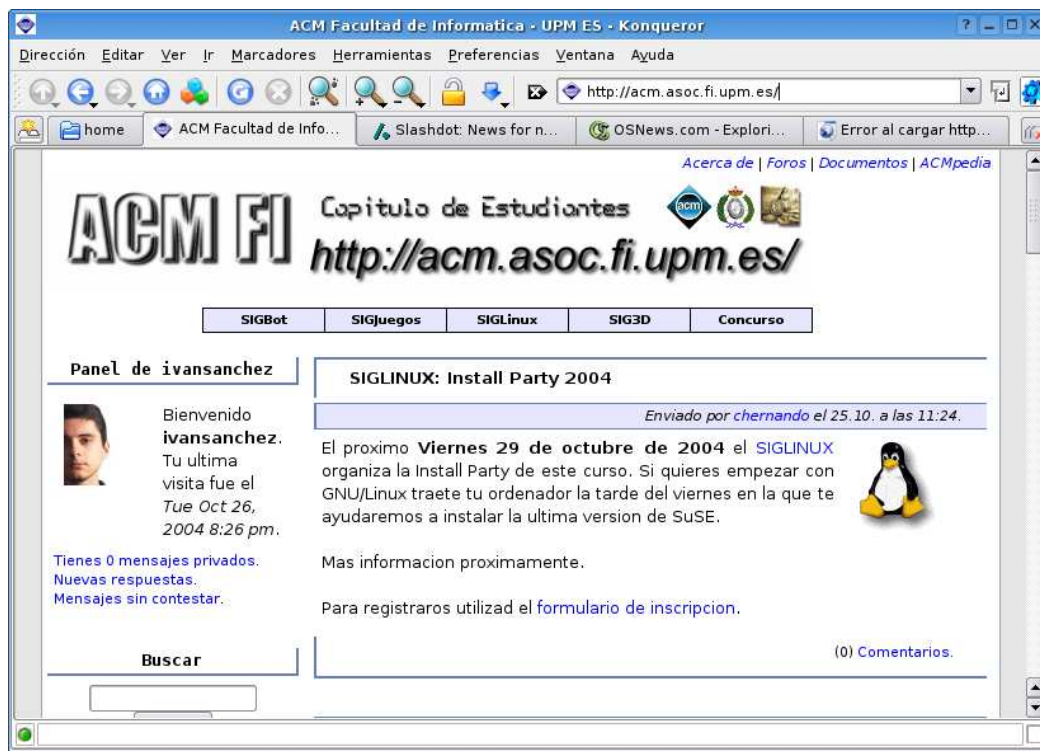 ACM Facultad de Informatica - UPM ES - Konqueror
Dirección Editar Ver Ir Marcadores Herramientas Preferencias Ventana Ayuda
http://acm.asoc.fi.upm.es/
home
ACM Facultad de Info...
Slashdot: News for n...
OSNews.com - Explori...
Error al cargar http...
Acerca de | Foros | Documentos | ACMpedia
ACM FI
Capitulo de Estudiantes
acm
http://acm.asoc.fi.upm.es/
SIGBot SIGJuegos SIGLinux SIG3D Concurso
Panel de ivansanchez
Bienvenido
ivansanchez.
Tu ultima
visita fue el
Tue Oct 26,
2004 8:26 pm.
Tienes 0 mensajes privados.
Nuevas respuestas.
Mensajes sin contestar.
Buscar
SIGLINUX: Install Party 2004
Enviado por chernando el 25.10. a las 11:24.
El proximo Viernes 29 de octubre de 2004 el SIGLINUX
organiza la Install Party de este curso. Si quieres empezar con
GNU/Linux traete tu ordenador la tarde del viernes en la que te
ayudaremos a instalar la ultima version de SuSE.
Mas informacion proximamente.
Para registraros utilizad el formulario de inscripcion.
(0) Comentarios.